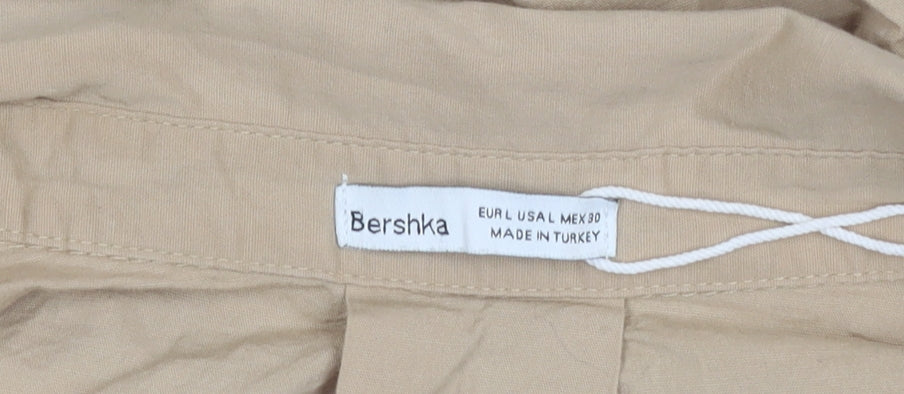 Bershka
EUR L USA L MEX 30
MADE IN TURKEY